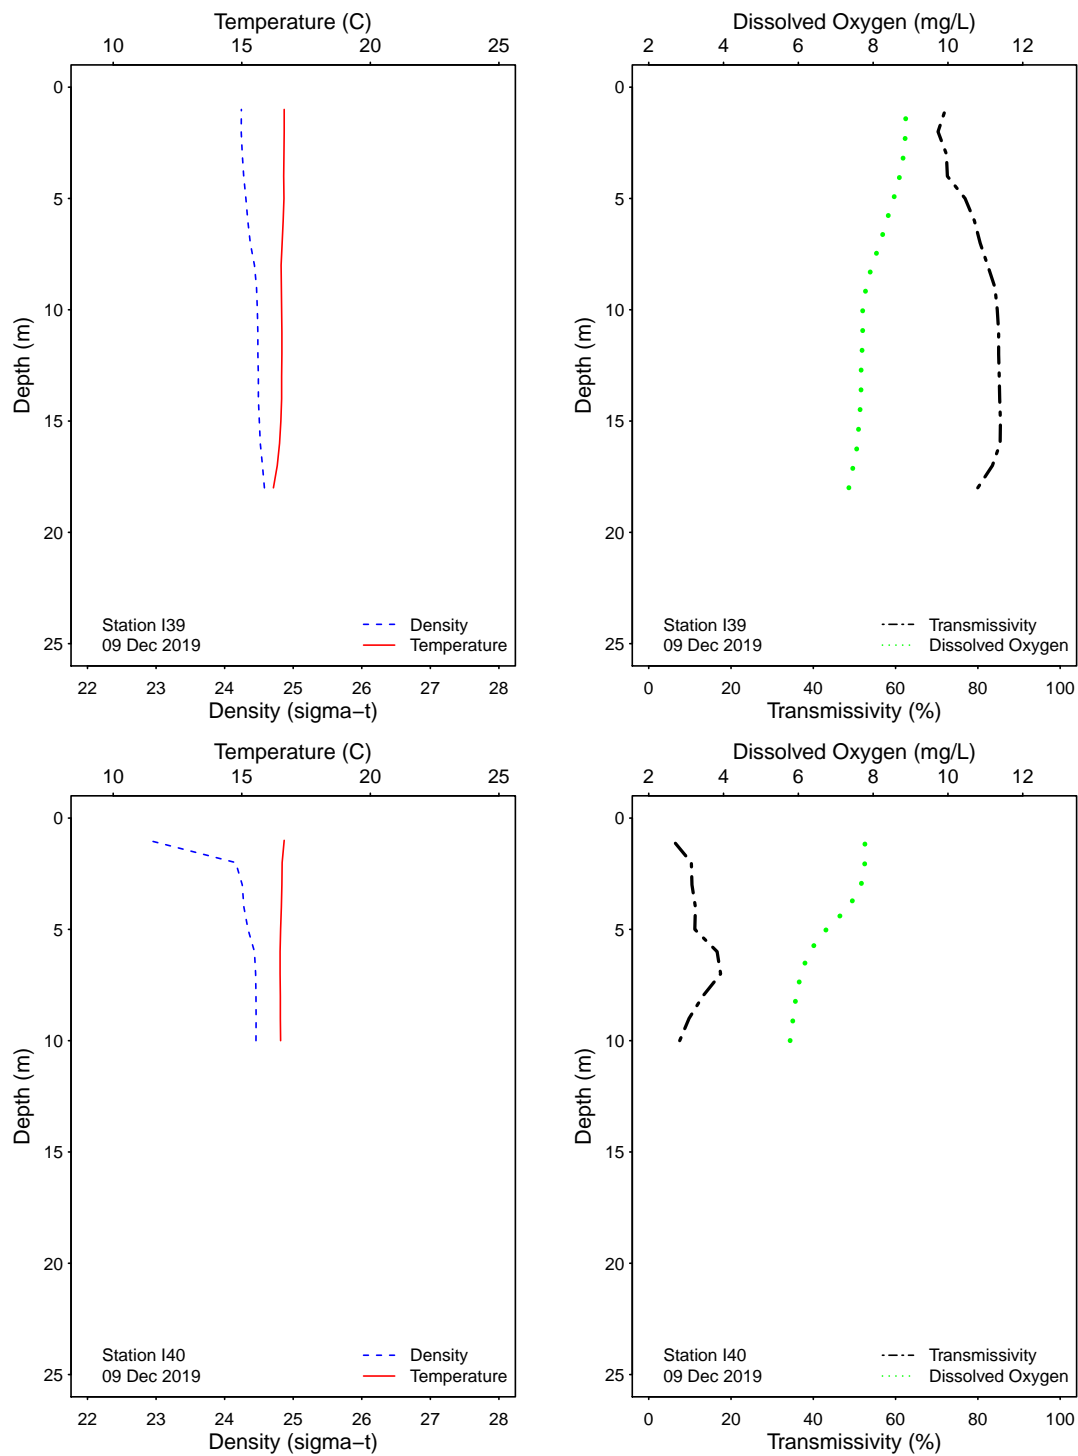 Temperature (C)
10 15 20 25
0
5
10
15
20
25
Depth (m)
Station I39
09 Dec 2019
Density
Temperature
22 23 24 25 26 27 28
Density (sigma−t)
Dissolved Oxygen (mg/L)
2 4 6 8 10 12
0
5
10
15
20
25
Depth (m)
Station I39
09 Dec 2019
Transmissivity
Dissolved Oxygen
0 20 40 60 80 100
Transmissivity (%)
Temperature (C)
10 15 20 25
0
5
10
15
20
25
Depth (m)
Station I40
09 Dec 2019
Density
Temperature
22 23 24 25 26 27 28
Density (sigma−t)
Dissolved Oxygen (mg/L)
2 4 6 8 10 12
0
5
10
15
20
25
Depth (m)
Station I40
09 Dec 2019
Transmissivity
Dissolved Oxygen
0 20 40 60 80 100
Transmissivity (%)